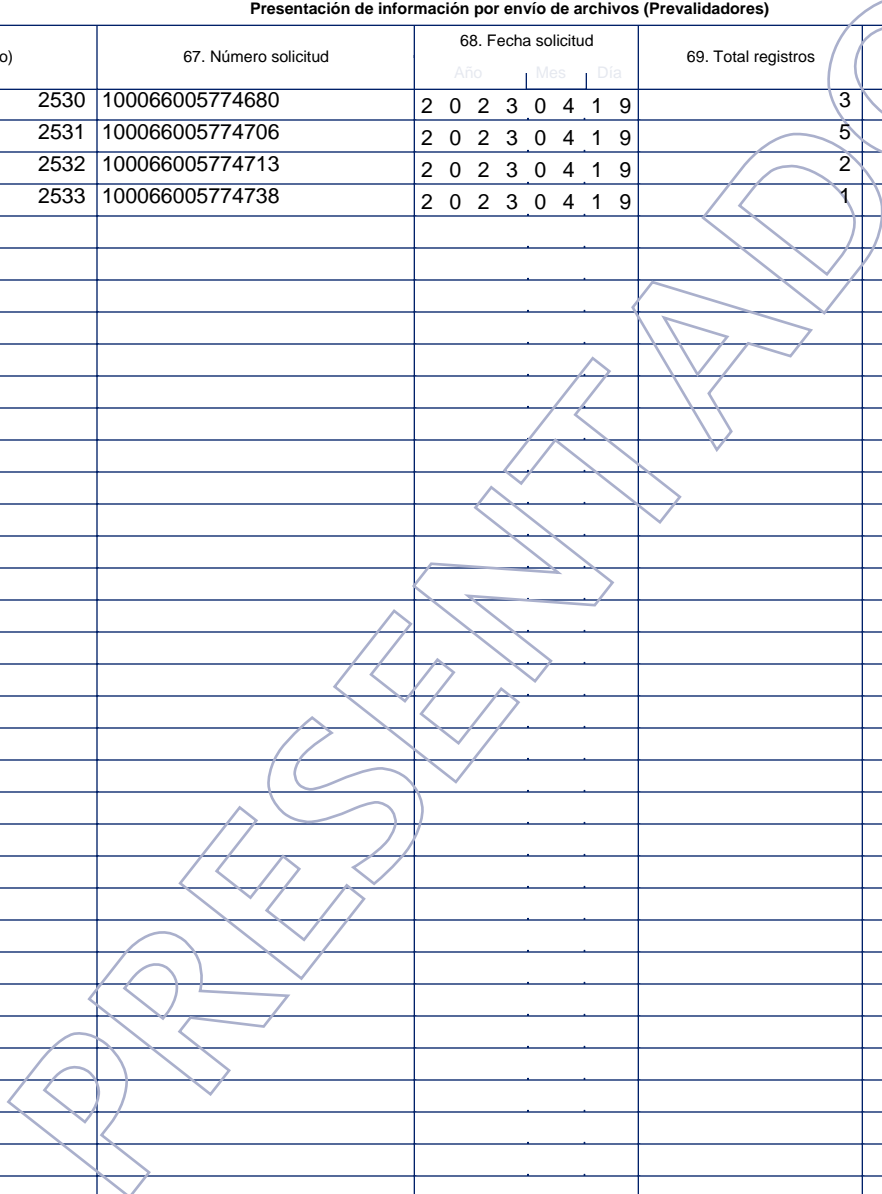 Presentación de información por envío de archivos (Prevalidadores)
o) 67. Número solicitud 68. Fecha solicitud 69. Total registros
Año Mes Día
2530 100066005774680 2 0 2 3 0 4 1 9 3
2531 100066005774706 2 0 2 3 0 4 1 9 5
2532 100066005774713 2 0 2 3 0 4 1 9 2
2533 100066005774738 2 0 2 3 0 4 1 9 1
PRESENTADO